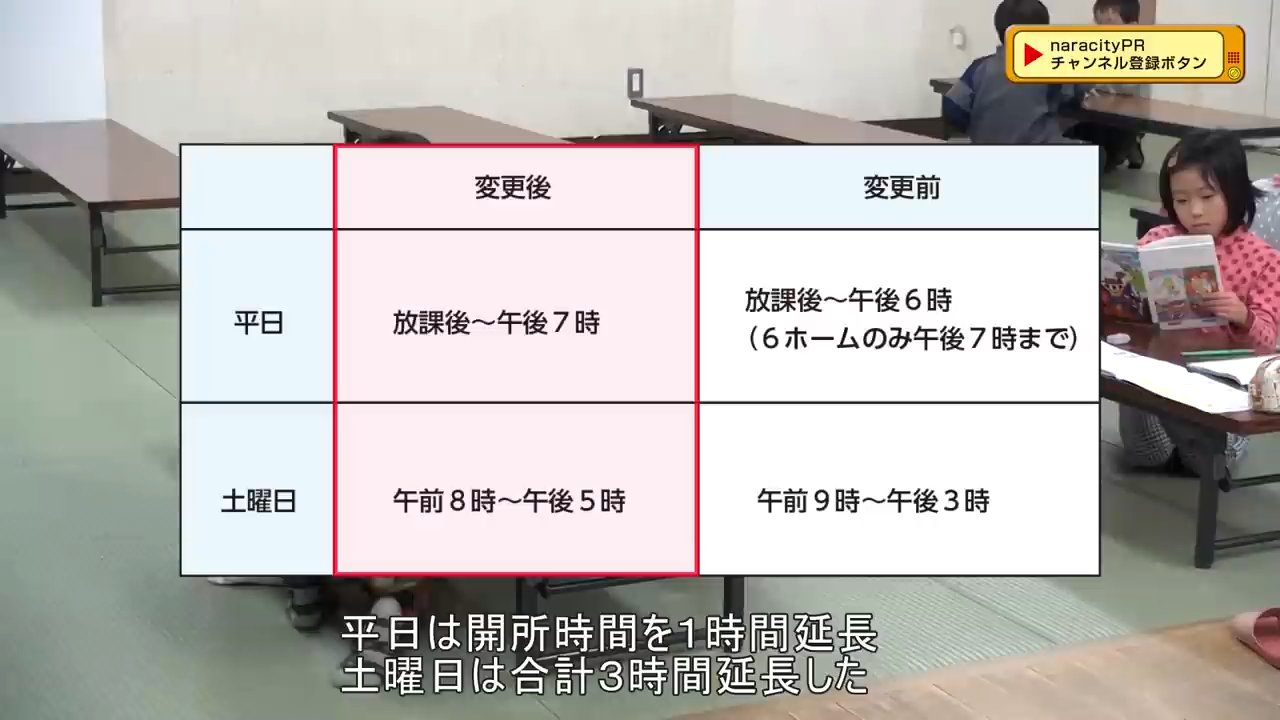 naracityPR
チャンネル登録ボタン
変更後
変更前
平日
放課後～午後７時
放課後～午後６時
（６ホームのみ午後７時まで）
土曜日
午前８時～午後５時
午前９時～午後３時
平日は開所時間を１時間延長
土曜日は合計３時間延長した